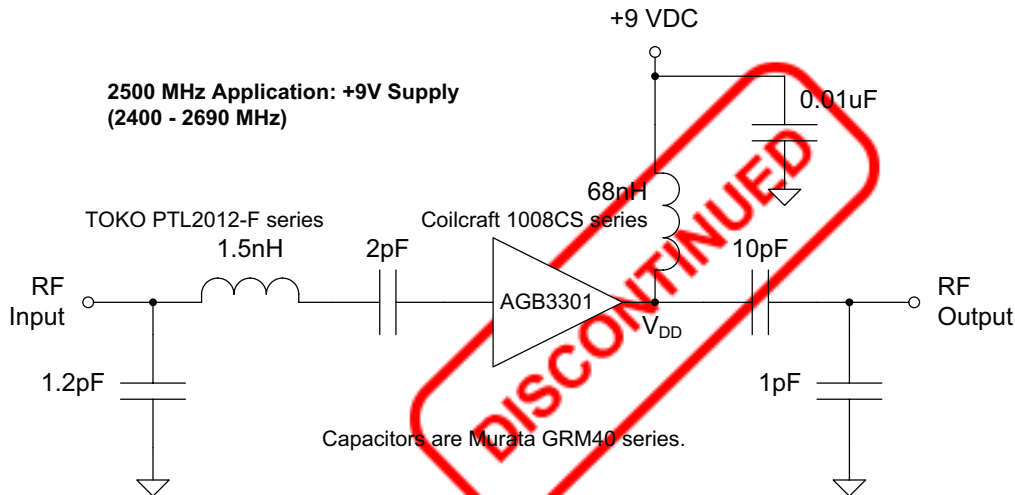 +9 VDC
2500 MHz Application: +9V Supply
(2400 - 2690 MHz)
0.01uF
68nH
TOKO PTL2012-F series
Coilcraft 1008CS series
1.5nH
2pF
10pF
RF
Input
AGB3301
VDD
RF
Output
1.2pF
1pF
Capacitors are Murata GRM40 series.
DISCONTINUED